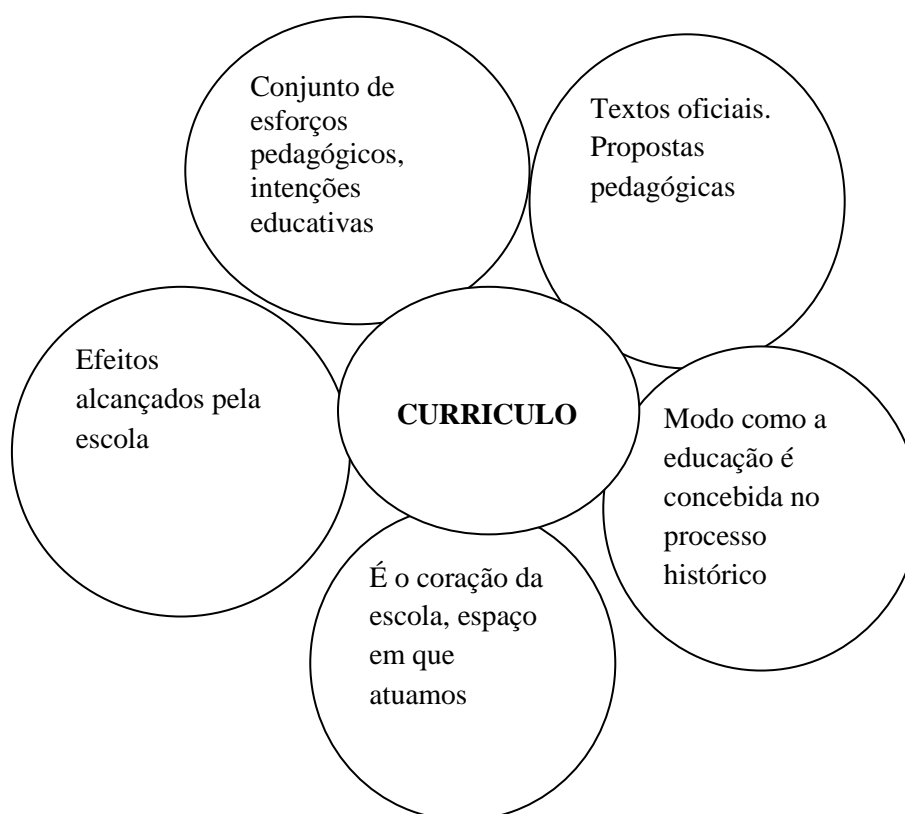 Conjunto de
esforços
pedagógicos,
intenções
educativas
Textos oficiais.
Propostas
pedagógicas
Efeitos
alcançados pela
escola
CURRICULO
Modo como a
educação é
concebida no
processo
histórico
É o coração da
escola, espaço
em que
atuamos